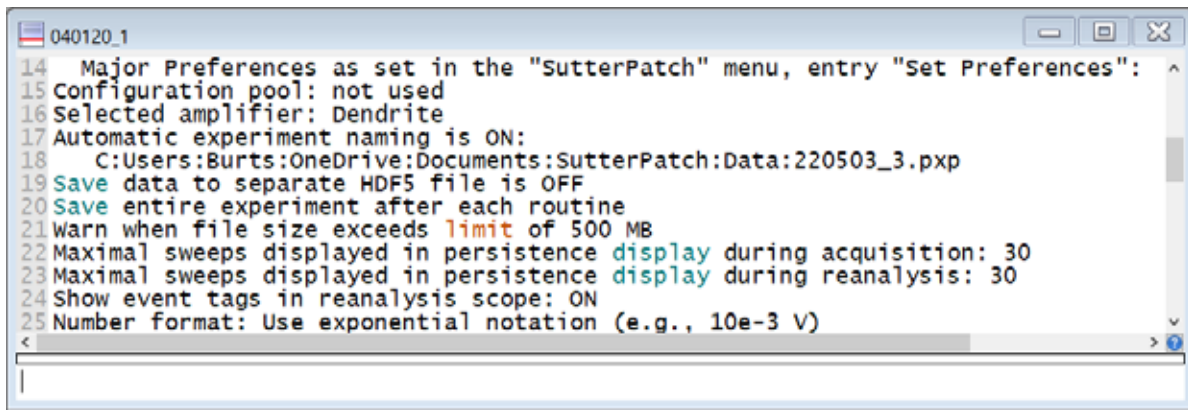 040120_1
14   Major Preferences as set in the "SutterPatch" menu, entry "Set Preferences":
15 Configuration pool: not used
16 Selected amplifier: Dendrite
17 Automatic experiment naming is ON:
18    C:Users:Burts:OneDrive:Documents:SutterPatch:Data:220503_3.pxp
19 Save data to separate HDF5 file is OFF
20 Save entire experiment after each routine
21 Warn when file size exceeds limit of 500 MB
22 Maximal sweeps displayed in persistence display during acquisition: 30
23 Maximal sweeps displayed in persistence display during reanalysis: 30
24 Show event tags in reanalysis scope: ON
25 Number format: Use exponential notation (e.g., 10e-3 V)